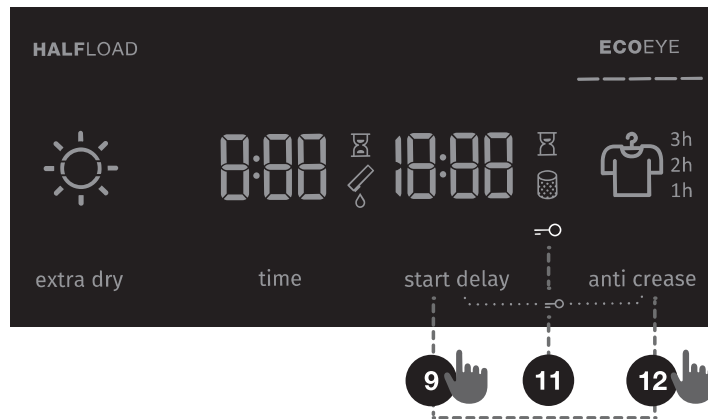 HALFLOAD
ECOEYE
8:88
18:88
3h
2h
1h
extra dry
time
start delay
anti crease
9
11
12